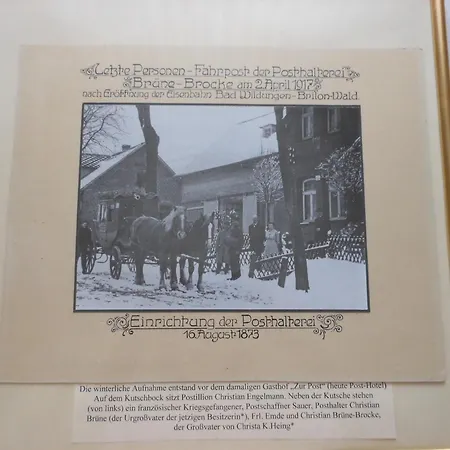 Letzte Personen-Fahrpost der Posthalterei
Brüne-Brocke am 2. April 1917
nach Eröffnung der Eisenbahn Bad Wildungen-Brilon-Wald.
Einrichtung der Posthalterei
16. August 1873
Die winterliche Aufnahme entstand vor dem damaligen Gasthof „Zur Post“ (heute Post-Hotel)
Auf dem Kutschbock sitzt Postillion Christian Engelmann. Neben der Kutsche stehen
(von links) ein französischer Kriegsgefangener, Postschaffner Sauer, Posthalter Christian
Brüne (der Urgroßvater der jetzigen Besitzerin*), Frl. Emde und Christian Brüne-Brocke,
der Großvater von Christa K.Heing*